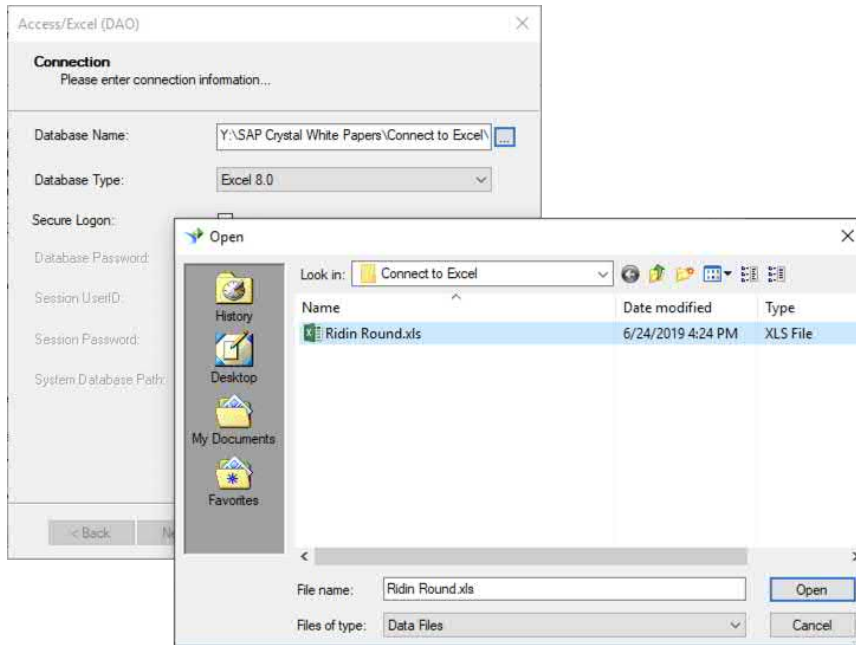 Access/Excel (DAO)
Connection
Please enter connection information...
Database Name: Y:\SAP Crystal White Papers\Connect to Excel\ ...
Database Type: Excel 8.0
Secure Logon:
Database Password:
Session UserID:
Session Password:
System Database Path:
< Back
Open
Look in: Connect to Excel
Name Date modified Type
Ridin Round.xls 6/24/2019 4:24 PM XLS File
History
Desktop
My Documents
Favorites
File name: Ridin Round.xls Open
Files of type: Data Files Cancel